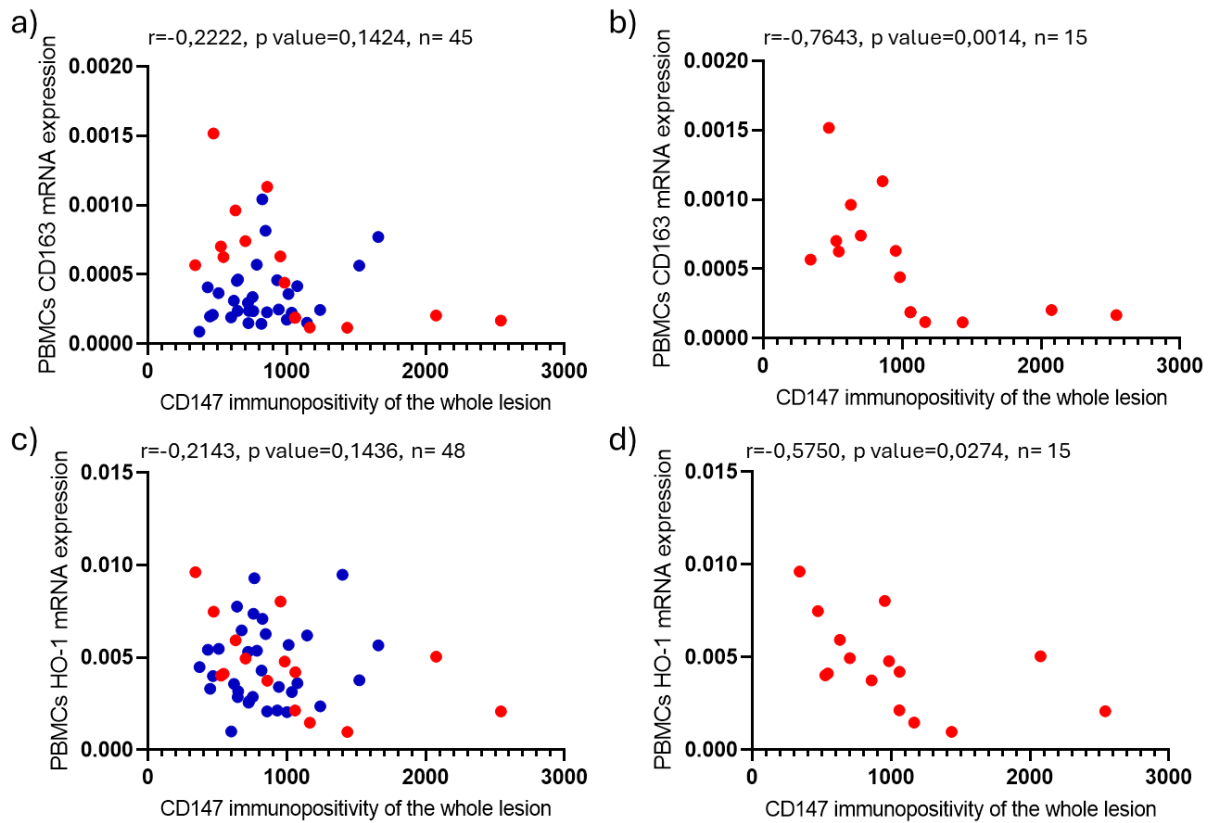 a)
r=-0,2222, p value=0,1424, n= 45
PBMCs CD163 mRNA expression
0.0020
0.0015
0.0010
0.0005
0.0000
0 1000 2000 3000
CD147 immunopositivity of the whole lesion
b)
r=-0,7643, p value=0,0014, n= 15
PBMCs CD163 mRNA expression
0.0020
0.0015
0.0010
0.0005
0.0000
0 1000 2000 3000
CD147 immunopositivity of the whole lesion
c)
r=-0,2143, p value=0,1436, n= 48
PBMCs HO-1 mRNA expression
0.015
0.010
0.005
0.000
0 1000 2000 3000
CD147 immunopositivity of the whole lesion
d)
r=-0,5750, p value=0,0274, n= 15
PBMCs HO-1 mRNA expression
0.015
0.010
0.005
0.000
0 1000 2000 3000
CD147 immunopositivity of the whole lesion